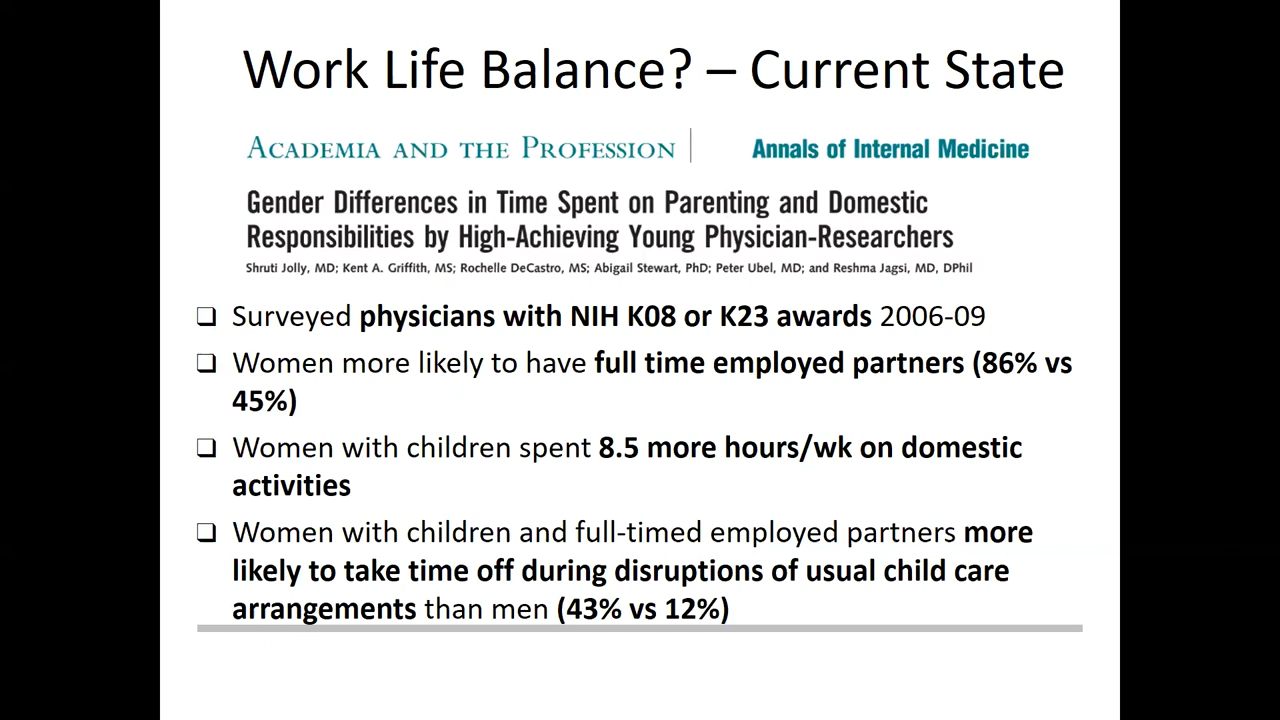 Work Life Balance? – Current State
ACADEMIA AND THE PROFESSION
Annals of Internal Medicine
Gender Differences in Time Spent on Parenting and Domestic
Responsibilities by High-Achieving Young Physician-Researchers
Shruti Jolly, MD; Kent A. Griffith, MS; Rochelle DeCastro, MS; Abigail Stewart, PhD; Peter Ubel, MD; and Reshma Jagsi, MD, DPhil
❑ Surveyed physicians with NIH K08 or K23 awards 2006-09
❑ Women more likely to have full time employed partners (86% vs
45%)
❑ Women with children spent 8.5 more hours/wk on domestic
activities
❑ Women with children and full-timed employed partners more
likely to take time off during disruptions of usual child care
arrangements than men (43% vs 12%)